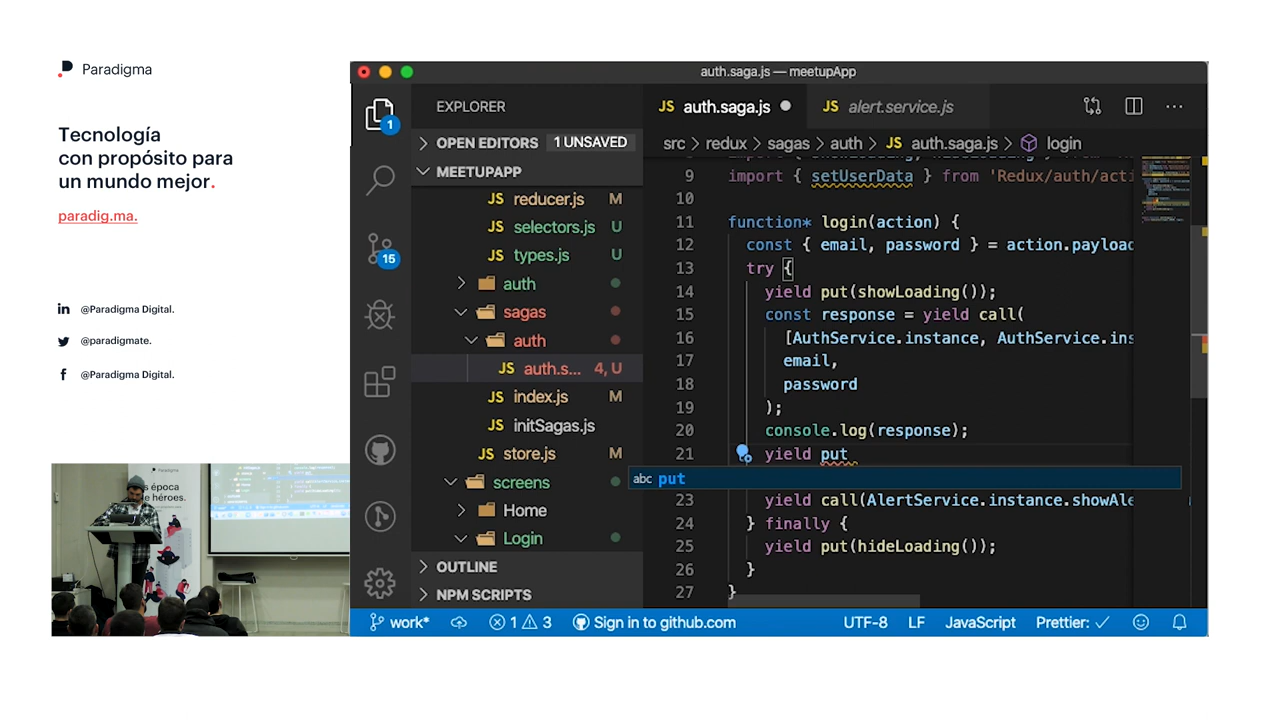 Paradigma
Tecnología
con propósito para
un mundo mejor.
paradig.ma.
@Paradigma Digital.
@paradigmate.
@Paradigma Digital.
Paradigma
s época
e héroes.
auth.saga.js — meetupApp
EXPLORER
OPEN EDITORS 1 UNSAVED
MEETUPAPP
JS reducer.js M
JS selectors.js U
JS types.js U
auth
sagas
auth
JS auth.s... 4, U
JS index.js M
JS initSagas.js
JS store.js M
screens
Home
Login
OUTLINE
NPM SCRIPTS
1
15
JS auth.saga.js
JS alert.service.js
src > redux > sagas > auth > JS auth.saga.js > login
9 import { setUserData } from 'Redux/auth/acti
10
11 function* login(action) {
12 const { email, password } = action.payload
13 try {
14 yield put(showLoading());
15 const response = yield call(
16 [AuthService.instance, AuthService.ins
17 email,
18 password
19 );
20 console.log(response);
21 yield put
abc put
23 yield call(AlertService.instance.showAle
24 } finally {
25 yield put(hideLoading());
26 }
27 }
work* 1 3 Sign in to github.com UTF-8 LF JavaScript Prettier: ✓